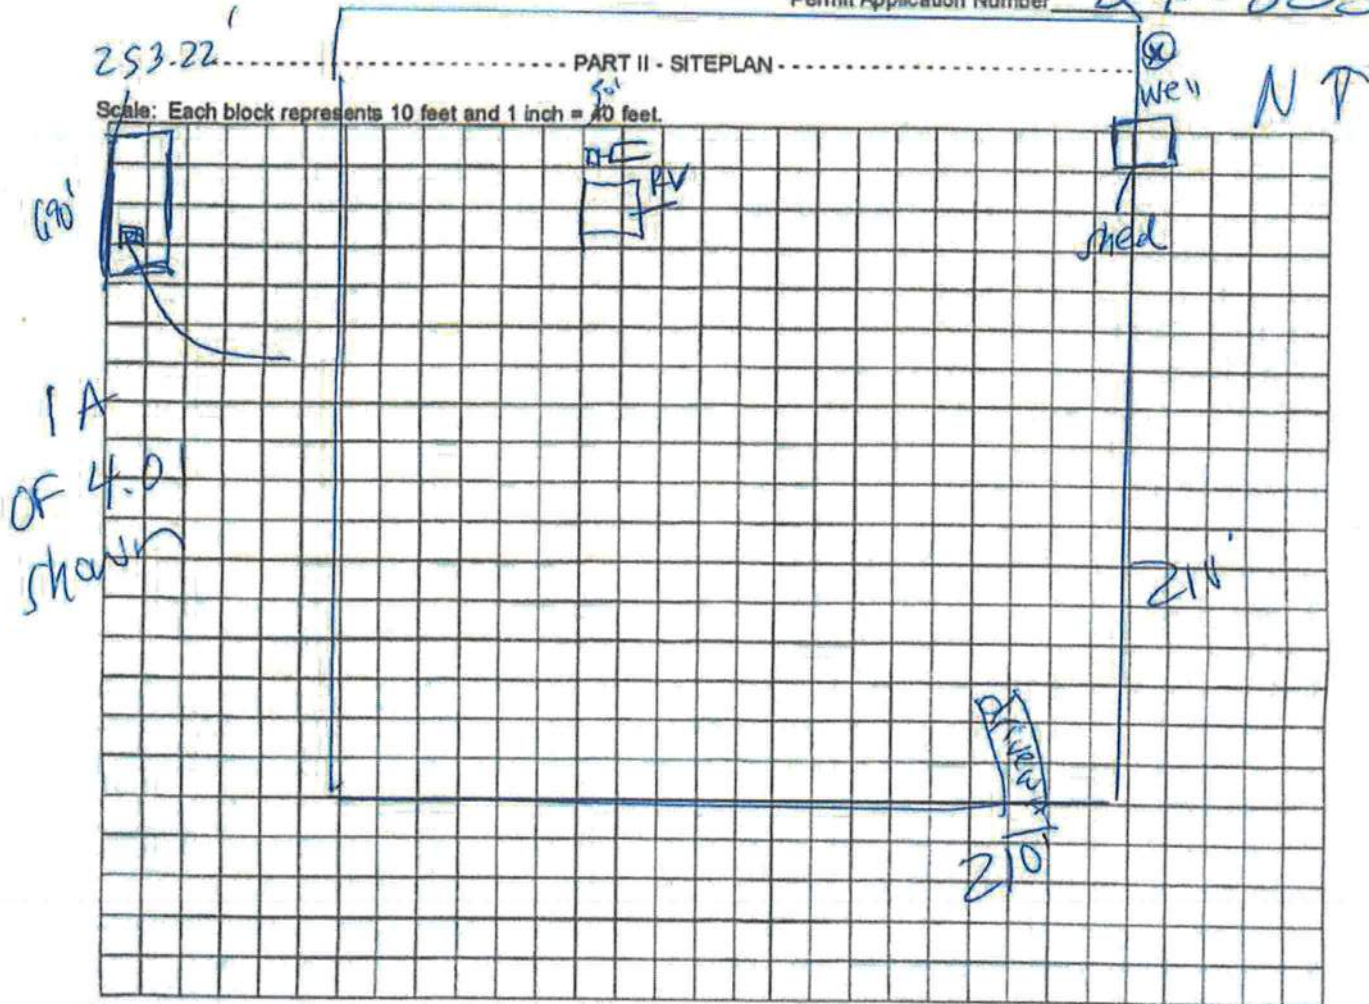 Permit Application Number
253.22'
PART II - SITEPLAN
well
N
Scale: Each block represents 10 feet and 1 inch = 40 feet.
50'
RV
690'
shed
1 A
OF 4.01
shown
210'
Driveway
210'